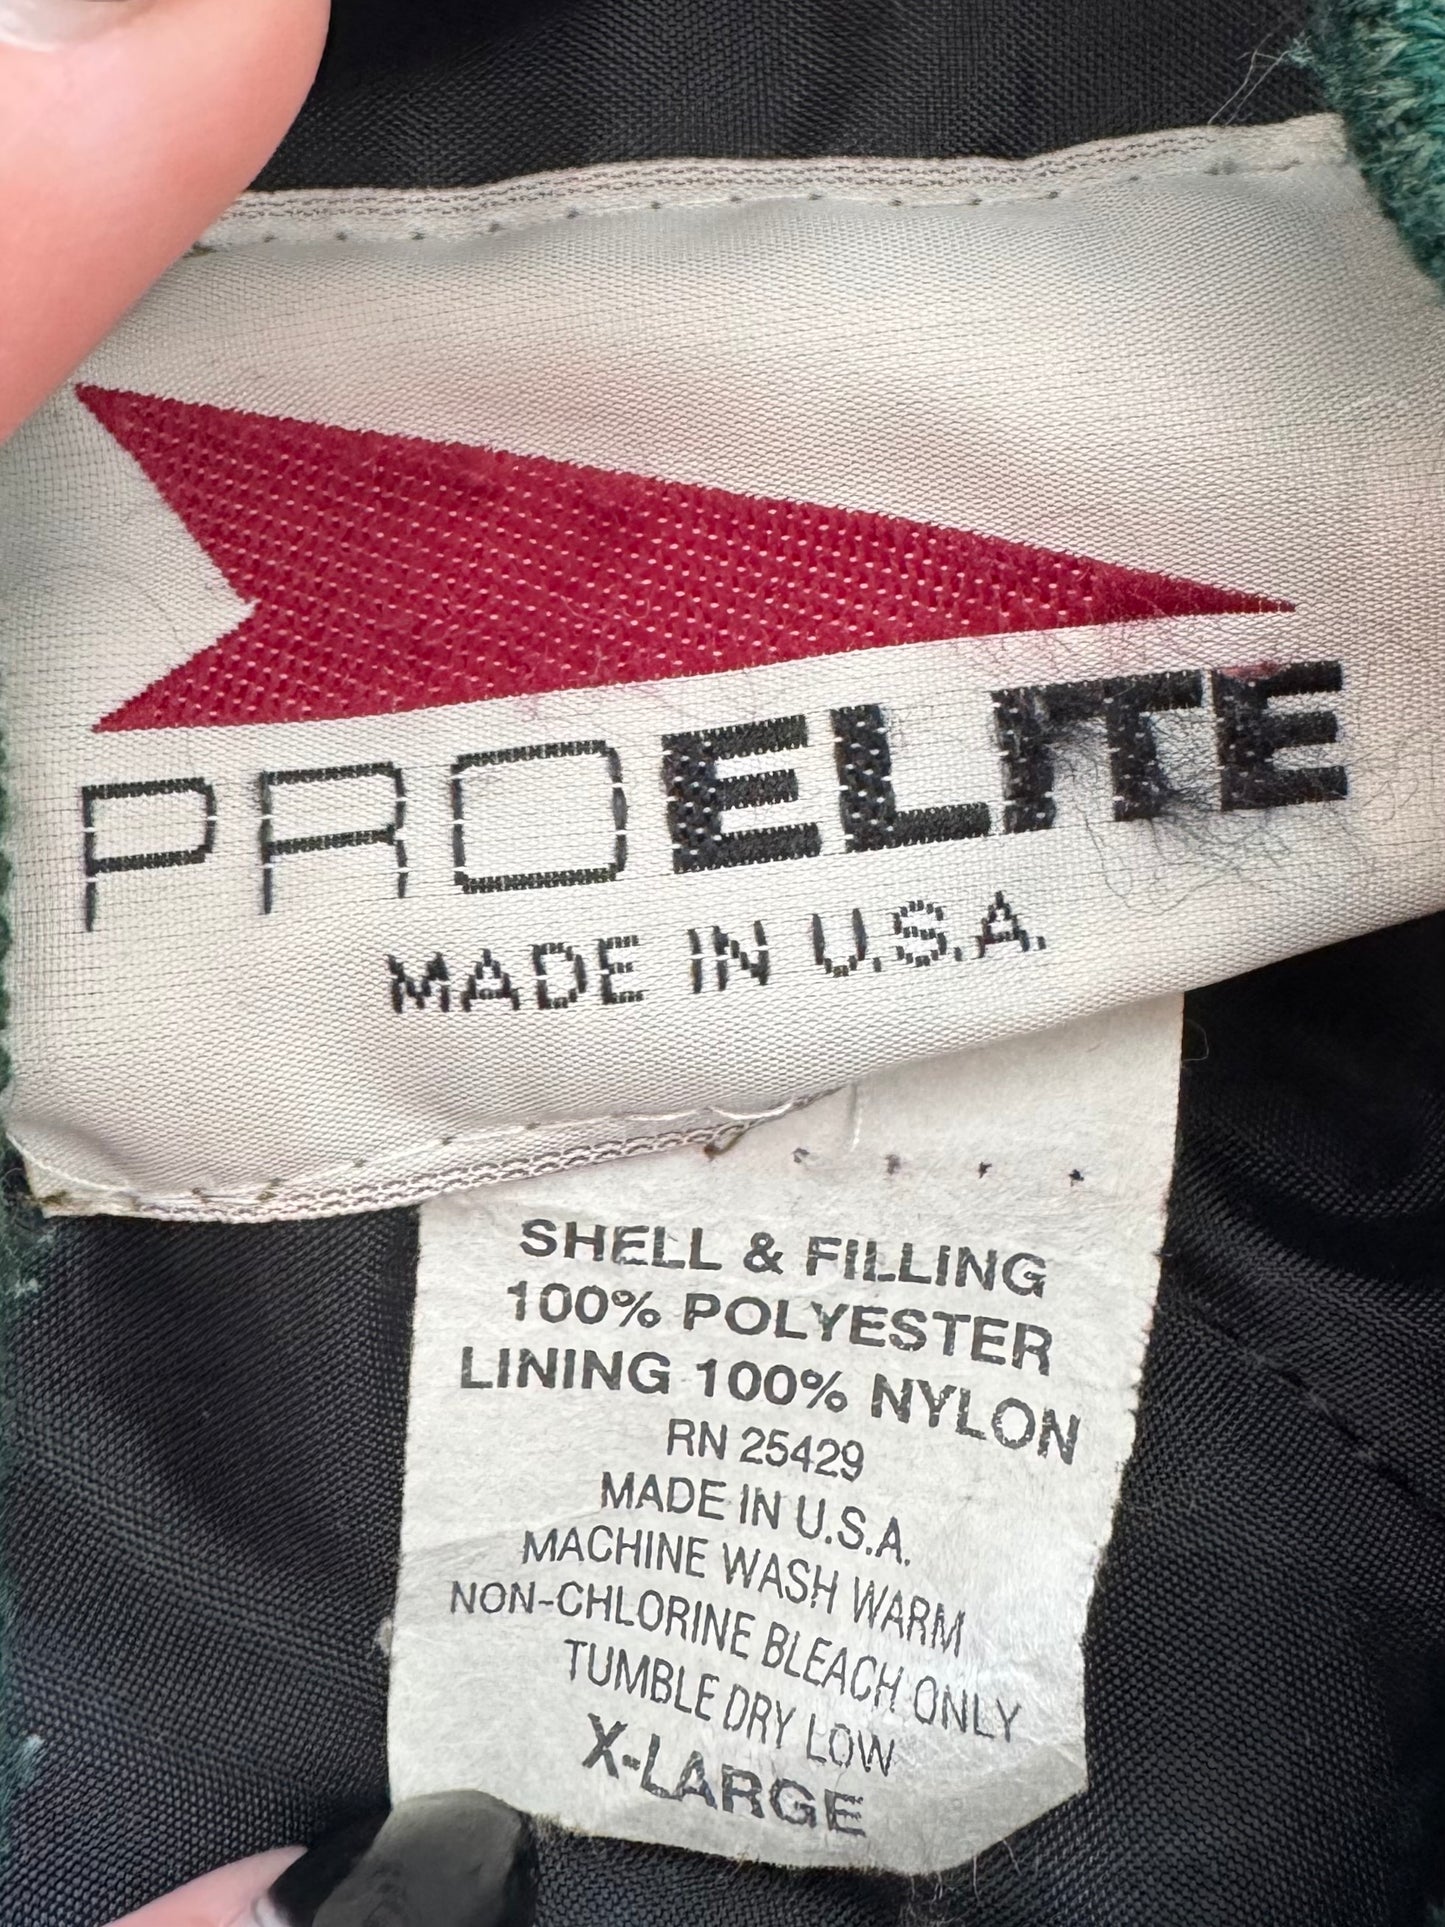 PROELITE
MADE IN U.S.A.
SHELL & FILLING
100% POLYESTER
LINING 100% NYLON
RN 25429
MADE IN U.S.A.
MACHINE WASH WARM
NON-CHLORINE BLEACH ONLY
TUMBLE DRY LOW
X-LARGE